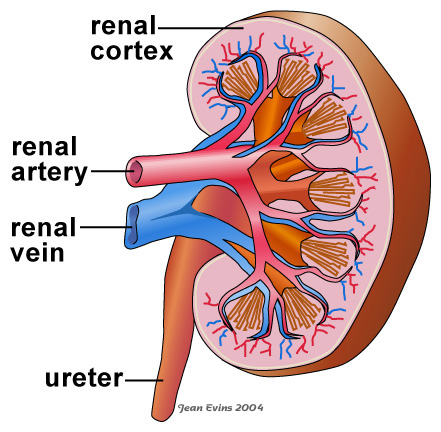 renal
cortex
renal
artery
renal
vein
ureter
Jean Evins 2004